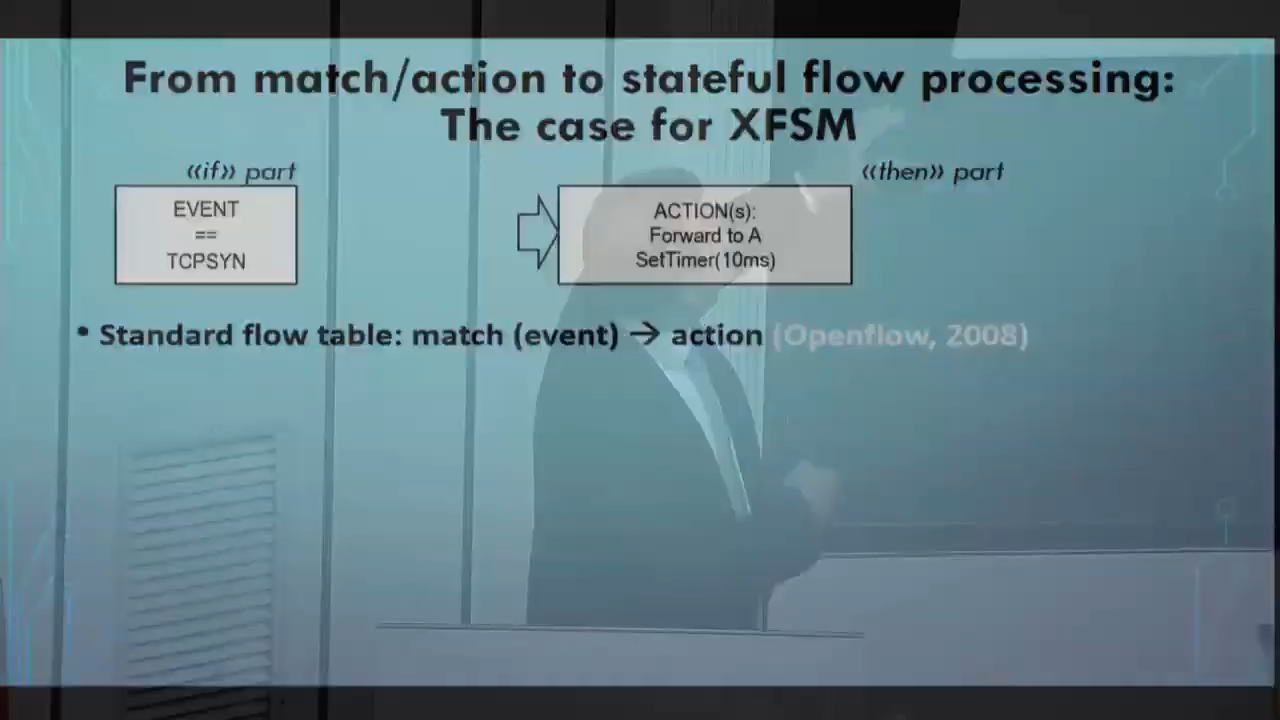 From match/action to stateful flow processing:
The case for XFSM
«if» part
«then» part
EVENT
==
TCPSYN
ACTION(s):
Forward to A
SetTimer(10ms)
• Standard flow table: match (event) → action (Openflow, 2008)